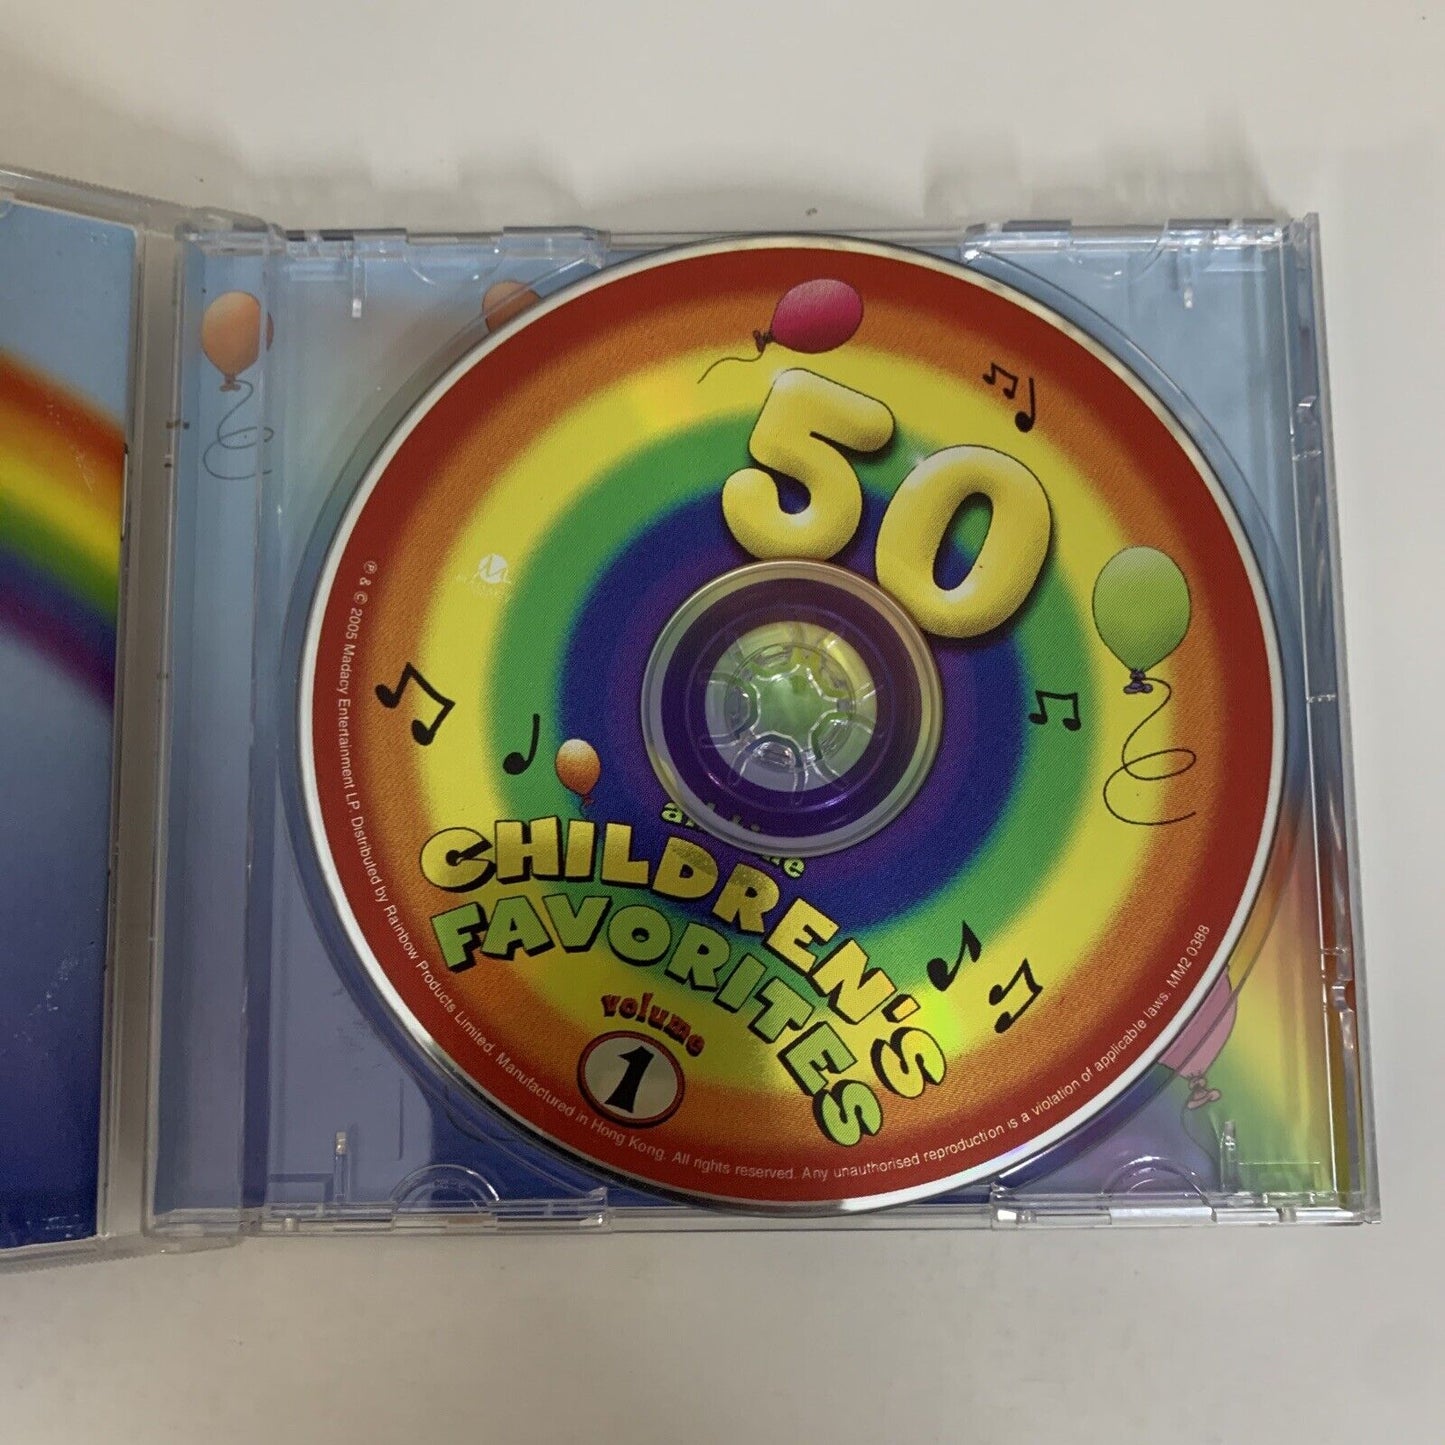 50
CHILDREN'S
FAVORITES
volume
1
℗ & © 2005 Madacy Entertainment LP. Distributed by Rainbow Products Limited. Manufactured in Hong Kong. All rights reserved. Any unauthorised reproduction is a violation of applicable laws. MM2 0388